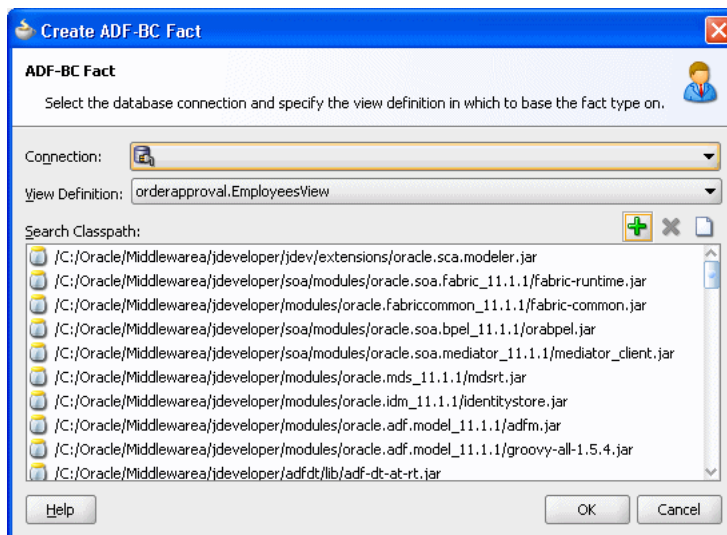 Create ADF-BC Fact
ADF-BC Fact
Select the database connection and specify the view definition in which to base the fact type on.
Connection:
View Definition: orderapproval.EmployeesView
Search Classpath:
/C:/Oracle/Middlewarea/jdeveloper/jdev/extensions/oracle.sca.modeler.jar
/C:/Oracle/Middlewarea/jdeveloper/soa/modules/oracle.soa.fabric_11.1.1/fabric-runtime.jar
/C:/Oracle/Middlewarea/jdeveloper/modules/oracle.fabriccommon_11.1.1/fabric-common.jar
/C:/Oracle/Middlewarea/jdeveloper/soa/modules/oracle.soa.bpel_11.1.1/orabpel.jar
/C:/Oracle/Middlewarea/jdeveloper/soa/modules/oracle.soa.mediator_11.1.1/mediator_client.jar
/C:/Oracle/Middlewarea/jdeveloper/modules/oracle.mds_11.1.1/mdsrt.jar
/C:/Oracle/Middlewarea/jdeveloper/modules/oracle.idm_11.1.1/identitystore.jar
/C:/Oracle/Middlewarea/jdeveloper/modules/oracle.adf.model_11.1.1/adfm.jar
/C:/Oracle/Middlewarea/jdeveloper/modules/oracle.adf.model_11.1.1/groovy-all-1.5.4.jar
/C:/Oracle/Middlewarea/jdeveloper/adfdt/lib/adf-dt-at-rt.jar
Help OK Cancel